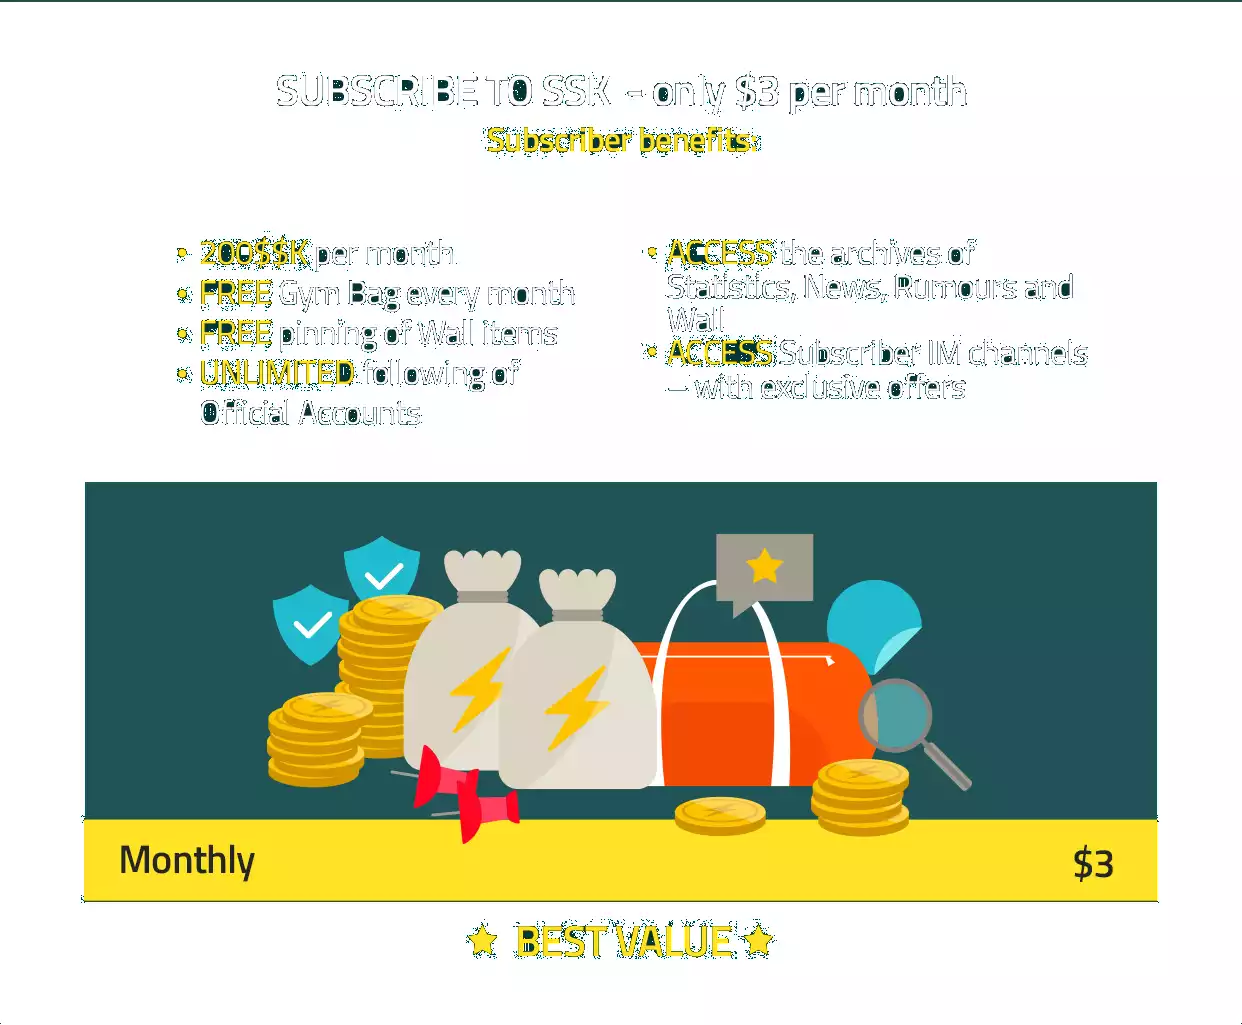 SUBSCRIBE TO SSK - only $3 per month
Subscriber benefits:
• 200$SK per month
• FREE Gym Bag every month
• FREE pinning of Wall items
• UNLIMITED following of
Official Accounts
• ACCESS the archives of
Statistics, News, Rumours and
Wall
• ACCESS Subscriber IM channels
– with exclusive offers
Monthly
$3
BEST VALUE